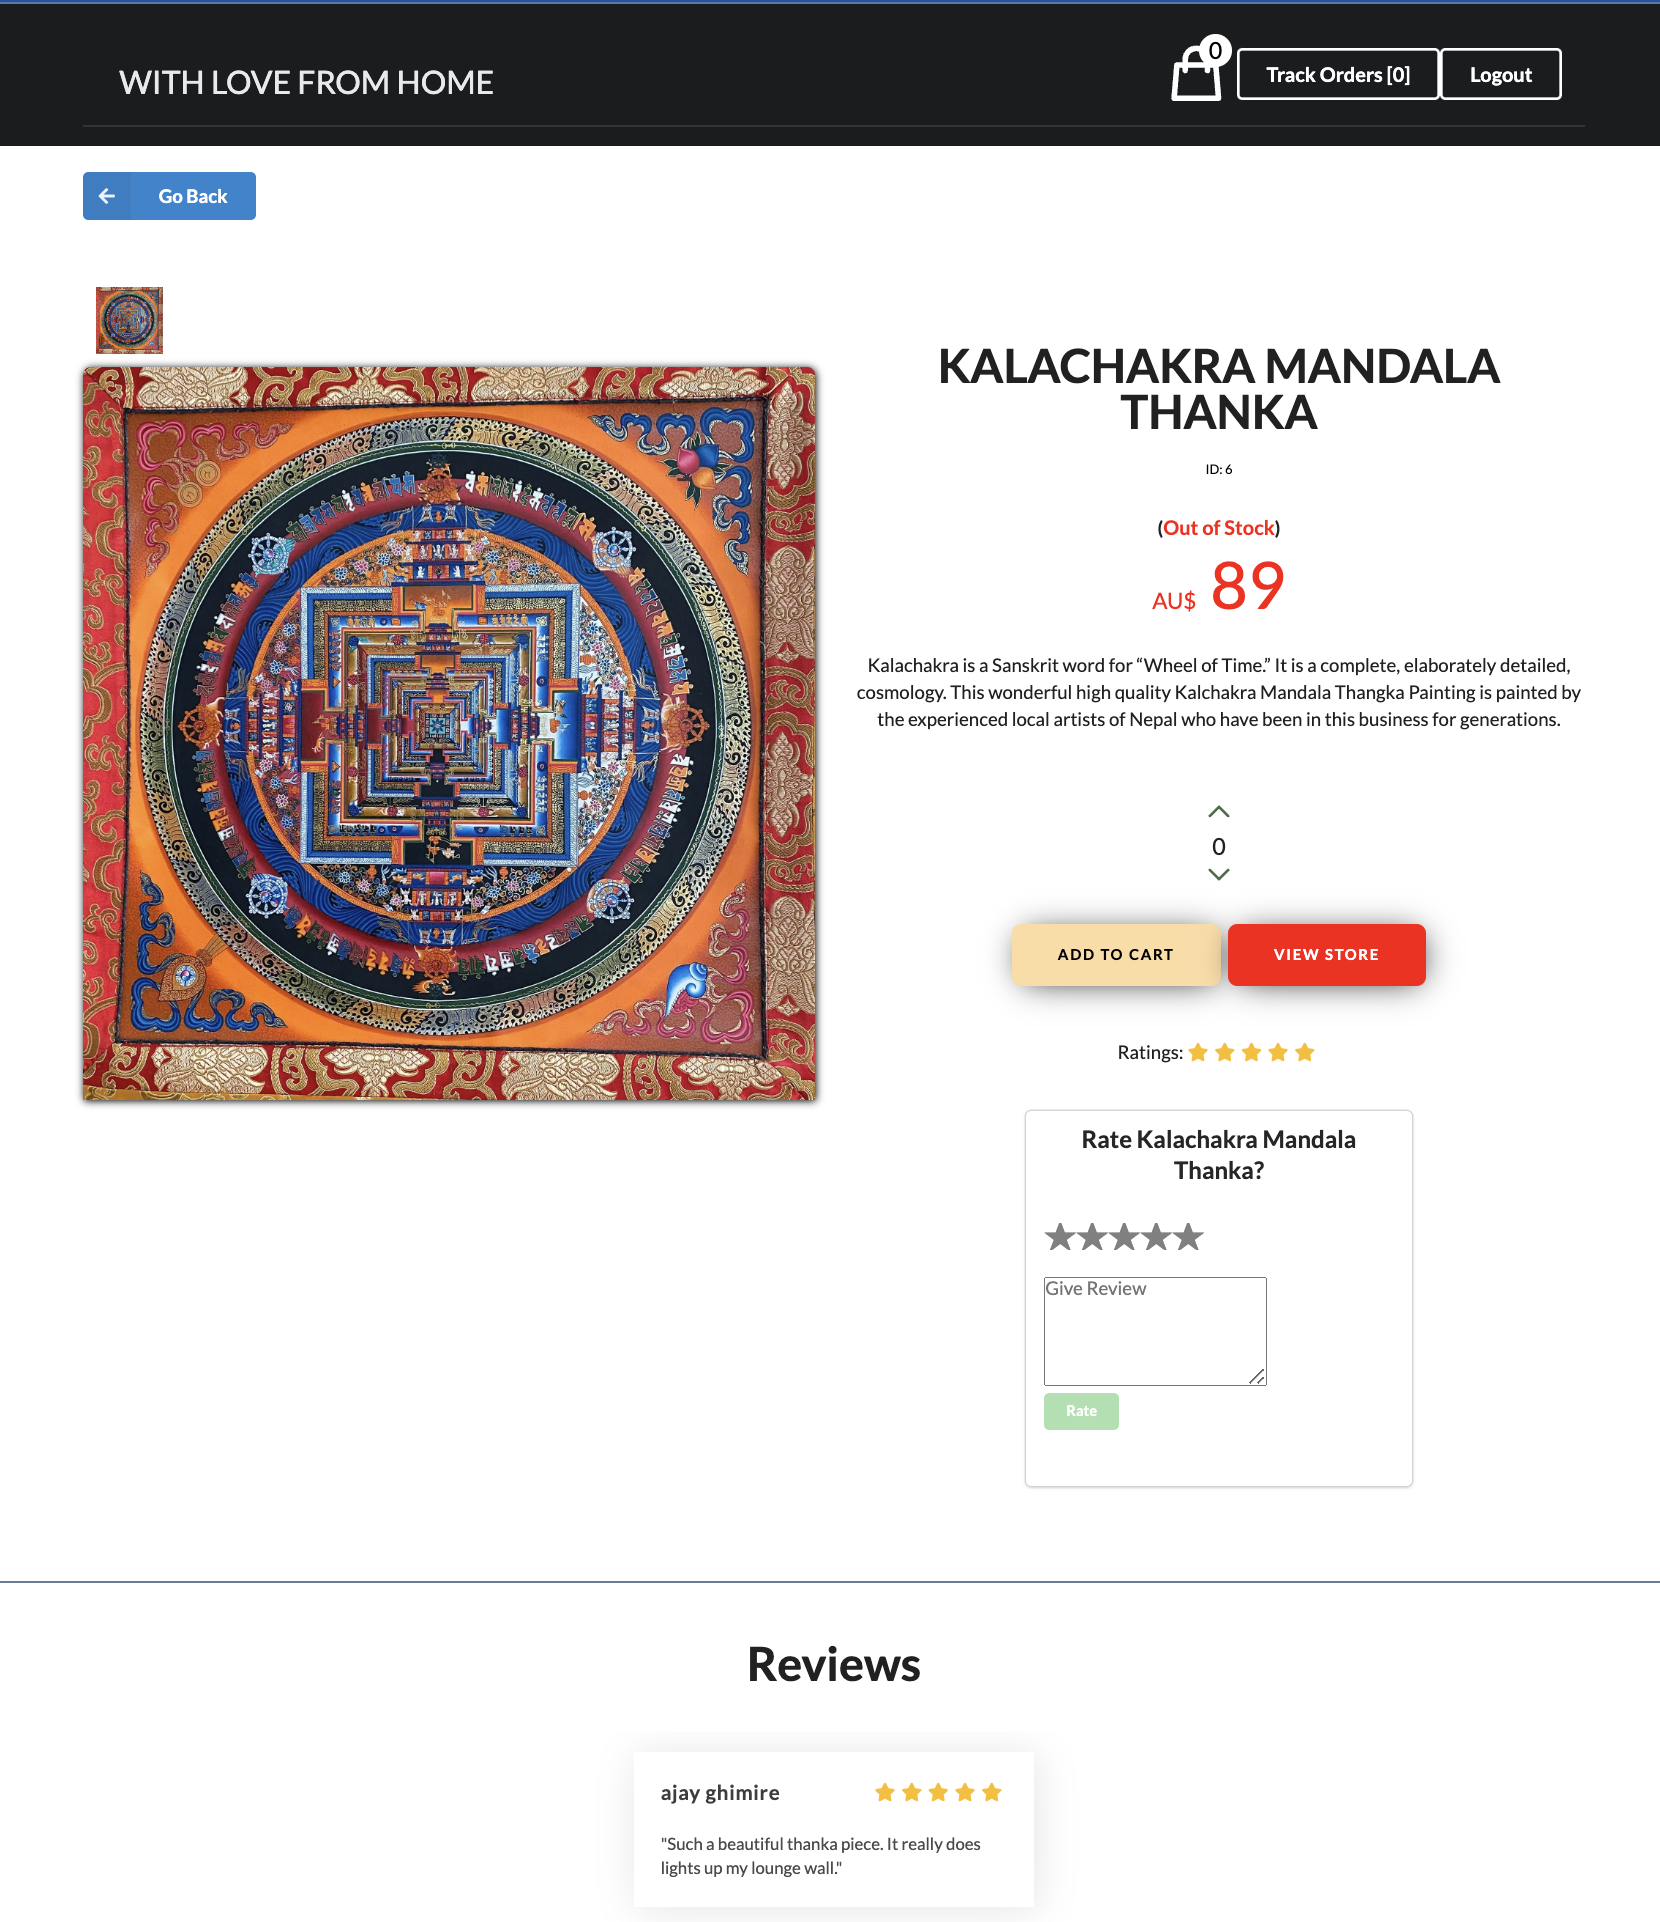 WITH LOVE FROM HOME
0
Track Orders [0]
Logout
Go Back
KALACHAKRA MANDALA
THANKA
ID: 6
(Out of Stock)
AU$ 89
Kalachakra is a Sanskrit word for “Wheel of Time.” It is a complete, elaborately detailed,
cosmology. This wonderful high quality Kalchakra Mandala Thangka Painting is painted by
the experienced local artists of Nepal who have been in this business for generations.
0
ADD TO CART
VIEW STORE
Ratings:
Rate Kalachakra Mandala
Thanka?
Give Review
Rate
Reviews
ajay ghimire
"Such a beautiful thanka piece. It really does
lights up my lounge wall."